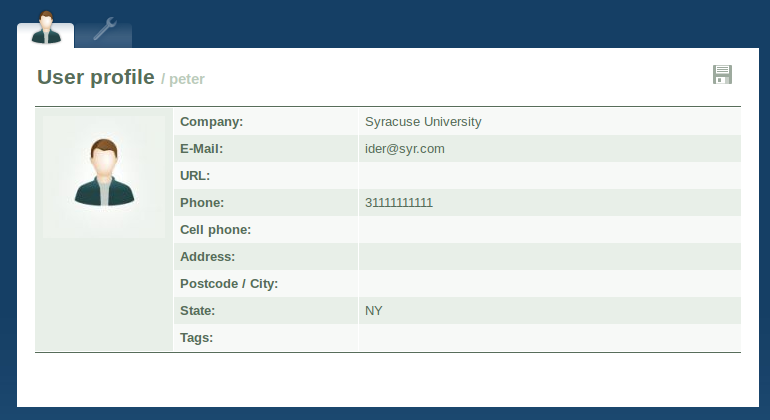 User profile / peter
Company: Syracuse University
E-Mail: ider@syr.com
URL:
Phone: 31111111111
Cell phone:
Address:
Postcode / City:
State: NY
Tags: